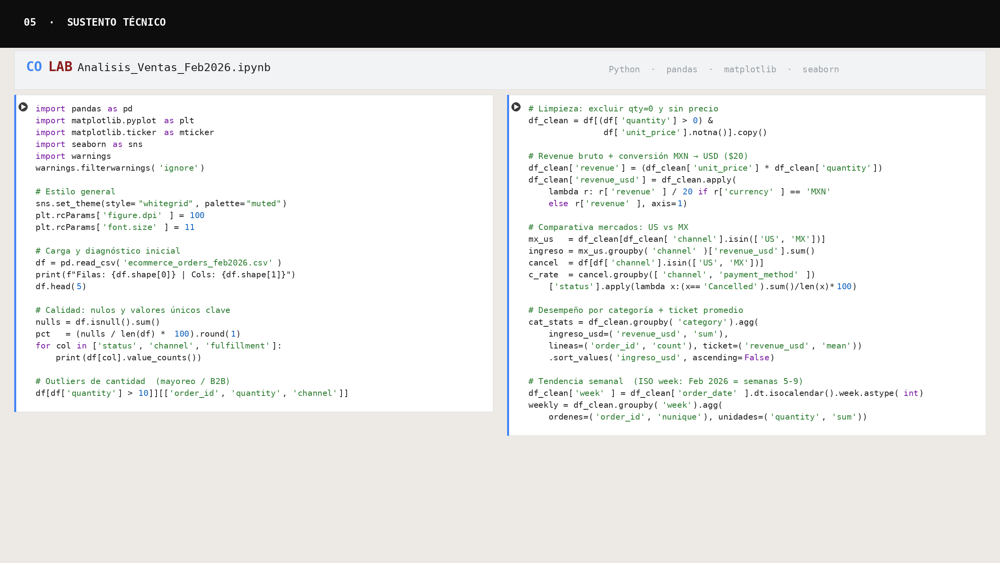 05 · SUSTENTO TÉCNICO
CO LAB Analisis_Ventas_Feb2026.ipynb
Python · pandas · matplotlib · seaborn
import pandas as pd
import matplotlib.pyplot as plt
import matplotlib.ticker as mticker
import seaborn as sns
import warnings
warnings.filterwarnings('ignore')
# Estilo general
sns.set_theme(style="whitegrid", palette="muted")
plt.rcParams['figure.dpi'] = 100
plt.rcParams['font.size'] = 11
# Carga y diagnóstico inicial
df = pd.read_csv('ecommerce_orders_feb2026.csv')
print(f"Filas: {df.shape[0]} | Cols: {df.shape[1]}")
df.head(5)
# Calidad: nulos y valores únicos clave
nulls = df.isnull().sum()
pct   = (nulls / len(df) * 100).round(1)
for col in ['status', 'channel', 'fulfillment']:
    print(df[col].value_counts())
# Outliers de cantidad  (mayoreo / B2B)
df[df['quantity'] > 10]][['order_id', 'quantity', 'channel']]
# Limpieza: excluir qty=0 y sin precio
df_clean = df[(df['quantity'] > 0) &
               df['unit_price'].notna()].copy()
# Revenue bruto + conversión MXN → USD ($20)
df_clean['revenue'] = (df_clean['unit_price'] * df_clean['quantity'])
df_clean['revenue_usd'] = df_clean.apply(
    lambda r: r['revenue'] / 20 if r['currency'] == 'MXN'
    else r['revenue'], axis=1)
# Comparativa mercados: US vs MX
mx_us   = df_clean[df_clean['channel'].isin(['US', 'MX'])]
ingreso = mx_us.groupby('channel')['revenue_usd'].sum()
cancel  = df[df['channel'].isin(['US', 'MX'])]
c_rate  = cancel.groupby(['channel', 'payment_method'])
    ['status'].apply(lambda x:(x=='Cancelled').sum()/len(x)*100)
# Desempeño por categoría + ticket promedio
cat_stats = df_clean.groupby('category').agg(
    ingreso_usd=('revenue_usd', 'sum'),
    lineas=('order_id', 'count'), ticket=('revenue_usd', 'mean'))
    .sort_values('ingreso_usd', ascending=False)
# Tendencia semanal  (ISO week: Feb 2026 = semanas 5-9)
df_clean['week'] = df_clean['order_date'].dt.isocalendar().week.astype(int)
weekly = df_clean.groupby('week').agg(
    ordenes=('order_id', 'nunique'), unidades=('quantity', 'sum'))